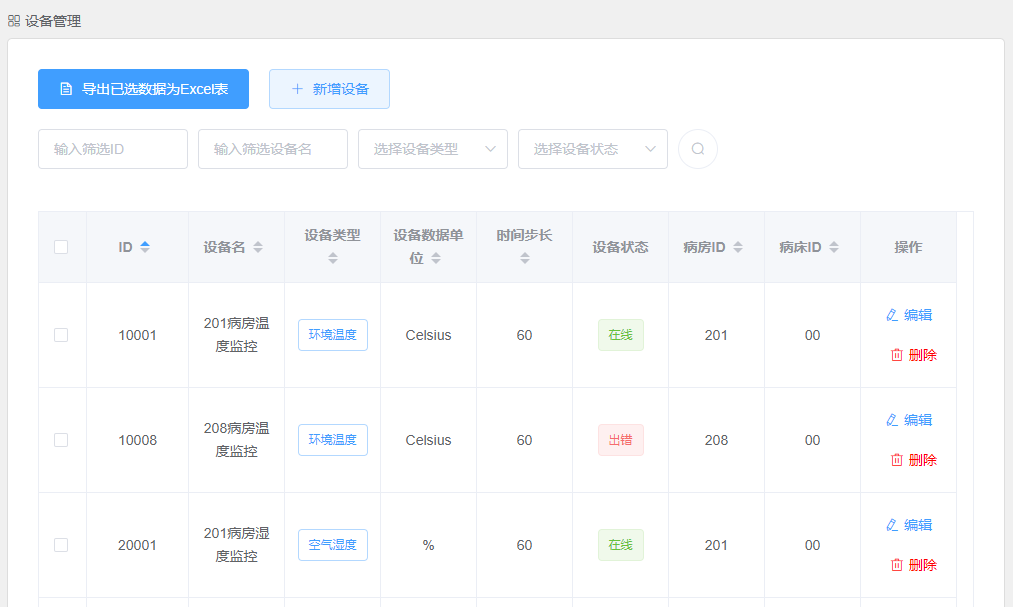 设备管理
导出已选数据为Excel表 新增设备
输入筛选ID 输入筛选设备名 选择设备类型 选择设备状态
ID 设备名 设备类型 设备数据单位 时间步长 设备状态 病房ID 病床ID 操作
10001 201病房温度监控 环境温度 Celsius 60 在线 201 00 编辑 删除
10008 208病房温度监控 环境温度 Celsius 60 出错 208 00 编辑 删除
20001 201病房湿度监控 空气湿度 % 60 在线 201 00 编辑 删除